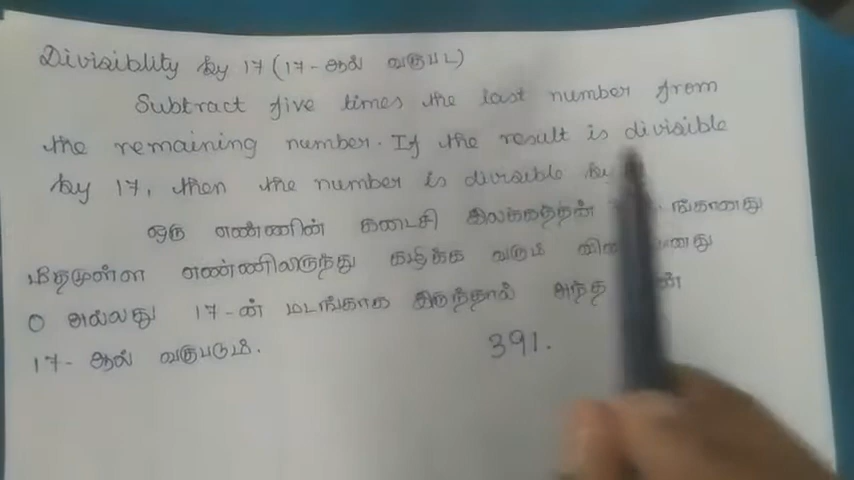 Divisiblity by 17 (17-ஆல் வகுபட)
Subtract five times the last number from
the remaining number. If the result is divisible
by 17, then the number is divisible by
ஒரு எண்ணின் கடைசி இலக்கத்தின்
மீதமுள்ள எண்ணிலிருந்து கழிக்க வரும்
0 அல்லது 17-ன் மடங்காக இருந்தால் அந்த
17-ஆல் வகுபடும்.
391.